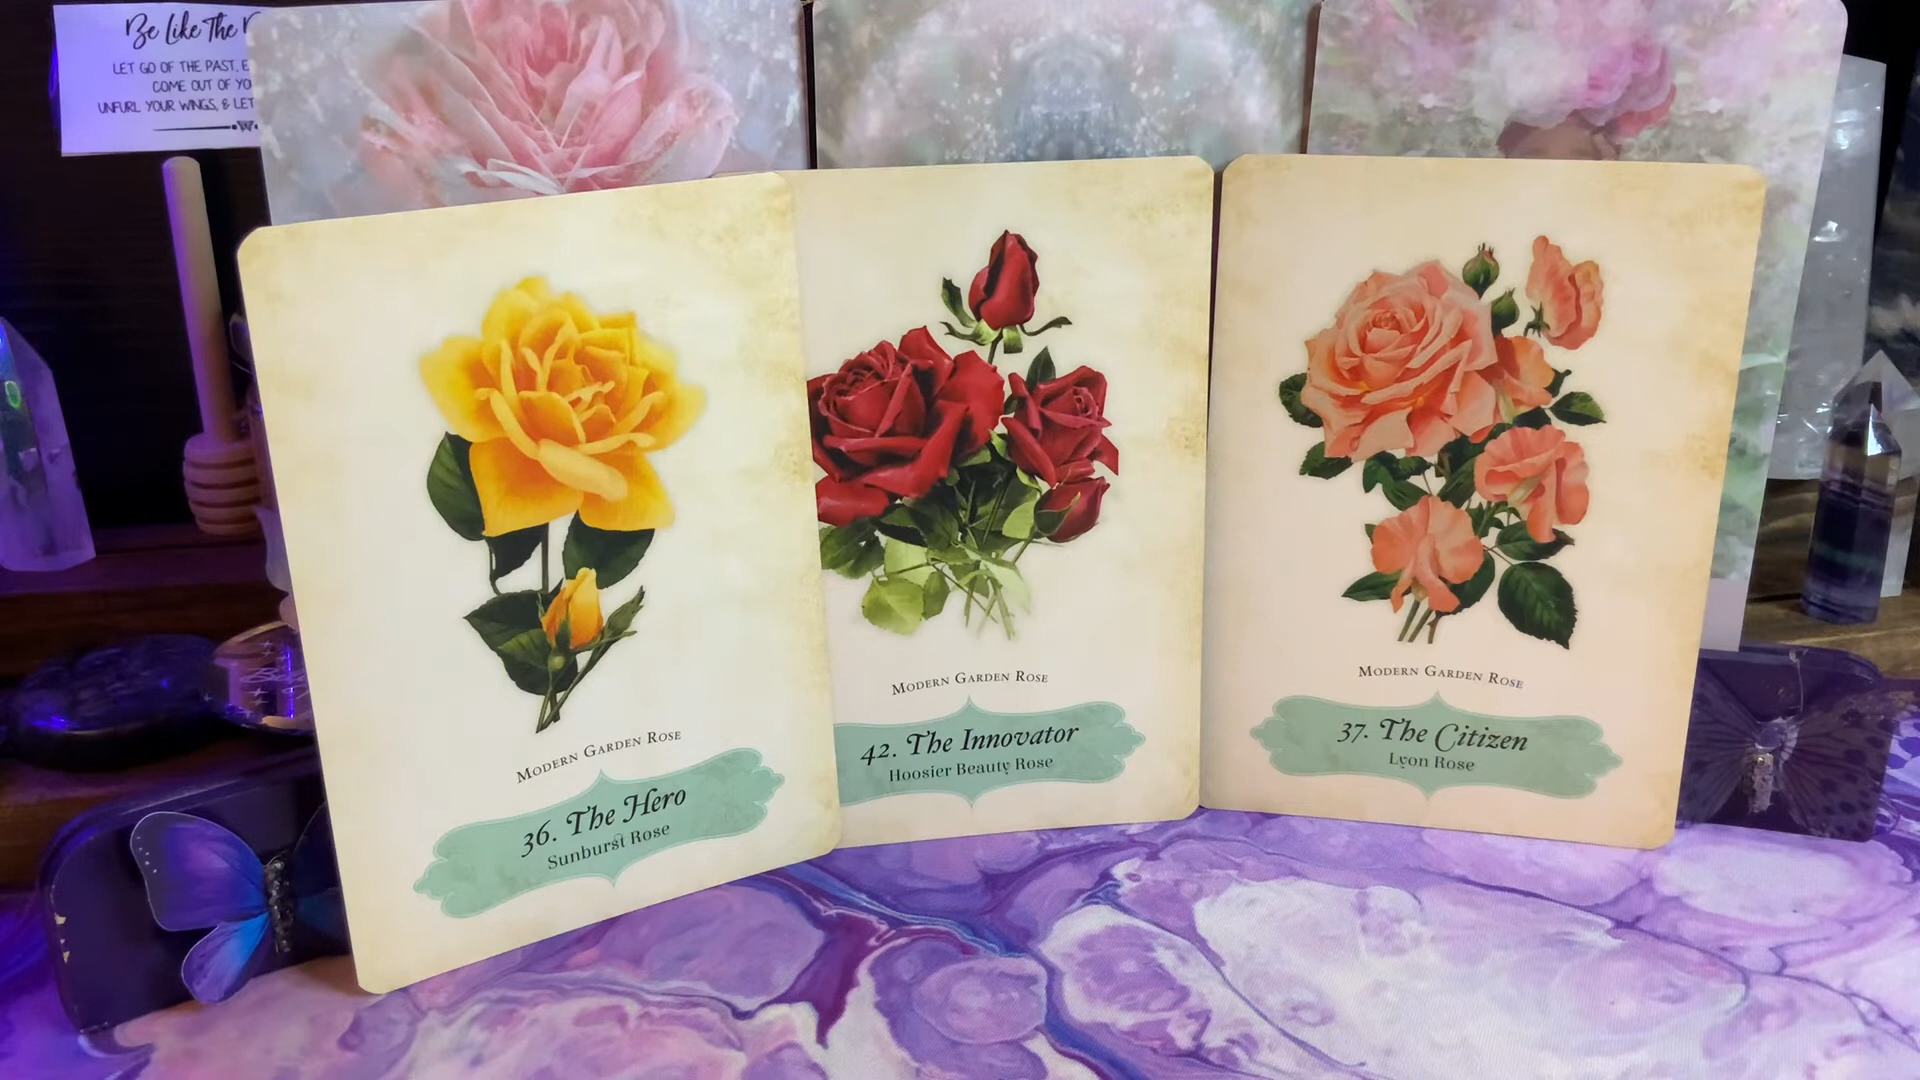 Be Like The
LET GO OF THE PAST,
COME OUT OF
UNFURL YOUR WINGS, & LET
MODERN GARDEN ROSE
36. The Hero
Sunburst Rose
MODERN GARDEN ROSE
42. The Innovator
Hoosier Beauty Rose
MODERN GARDEN ROSE
37. The Citizen
Lyon Rose